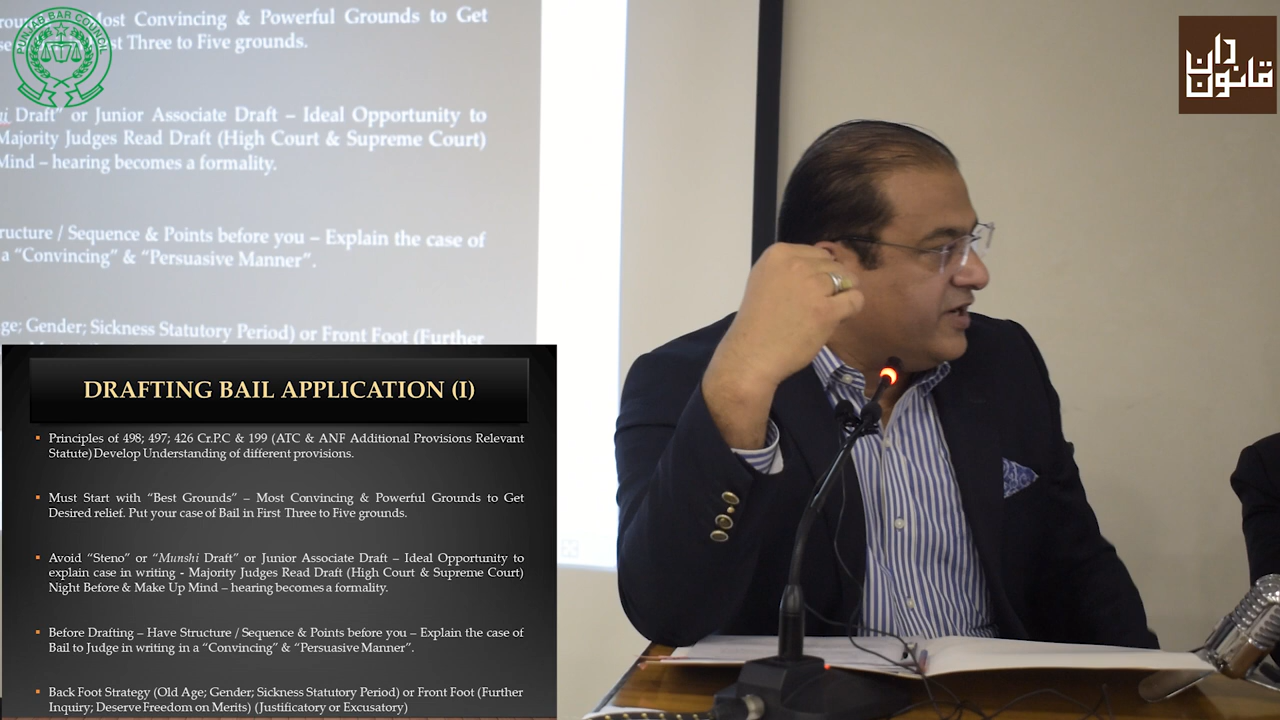 PUNJAB BAR COUNCIL
Most Convincing & Powerful Grounds to Get
st Three to Five grounds.
Draft" or Junior Associate Draft – Ideal Opportunity to
Majority Judges Read Draft (High Court & Supreme Court)
Mind – hearing becomes a formality.
ructure / Sequence & Points before you – Explain the case of
a "Convincing" & "Persuasive Manner".
ge; Gender; Sickness Statutory Period) or Front Foot (Further
قانون دان
DRAFTING BAIL APPLICATION (I)
▪ Principles of 498; 497; 426 Cr.P.C & 199 (ATC & ANF Additional Provisions Relevant
Statute) Develop Understanding of different provisions.
▪ Must Start with "Best Grounds" – Most Convincing & Powerful Grounds to Get
Desired relief. Put your case of Bail in First Three to Five grounds.
▪ Avoid "Steno" or "Munshi Draft" or Junior Associate Draft – Ideal Opportunity to
explain case in writing - Majority Judges Read Draft (High Court & Supreme Court)
Night Before & Make Up Mind – hearing becomes a formality.
▪ Before Drafting – Have Structure / Sequence & Points before you – Explain the case of
Bail to Judge in writing in a "Convincing" & "Persuasive Manner".
▪ Back Foot Strategy (Old Age; Gender; Sickness Statutory Period) or Front Foot (Further
Inquiry; Deserve Freedom on Merits) (Justificatory or Excusatory)